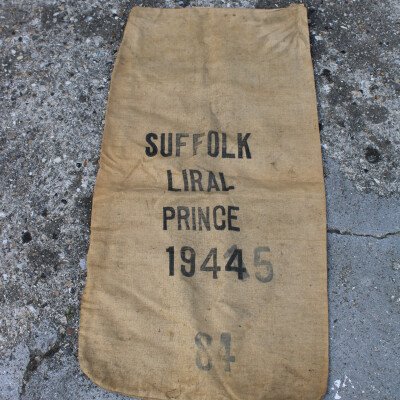 SUFFOLK
LIRAL
PRINCE
19445
84